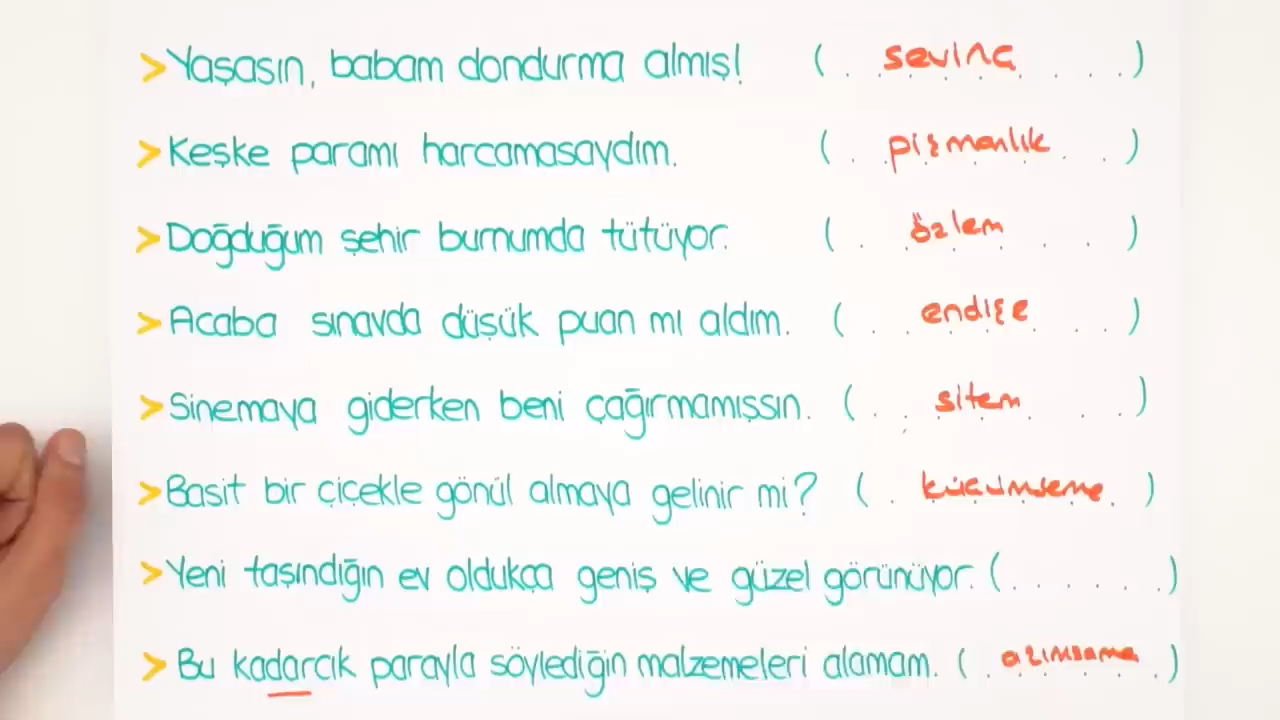 > Yaşasın, babam dondurma almış! (. sevinç . . . .)
> Keşke paramı harcamasaydım. (. pişmanlık . . .)
> Doğduğum şehir burnumda tütüyor. (. özlem . . .)
> Acaba sınavda düşük puan mı aldım. (. . endişe . . .)
> Sinemaya giderken beni çağırmamışsın. (. . sitem . . .)
> Basit bir çiçekle gönül almaya gelinir mi? (. küçümseme .)
> Yeni taşındığın ev oldukça geniş ve güzel görünüyor. (. . . . . .)
> Bu kadarcık parayla söylediğin malzemeleri alamam. (. azımsama .)